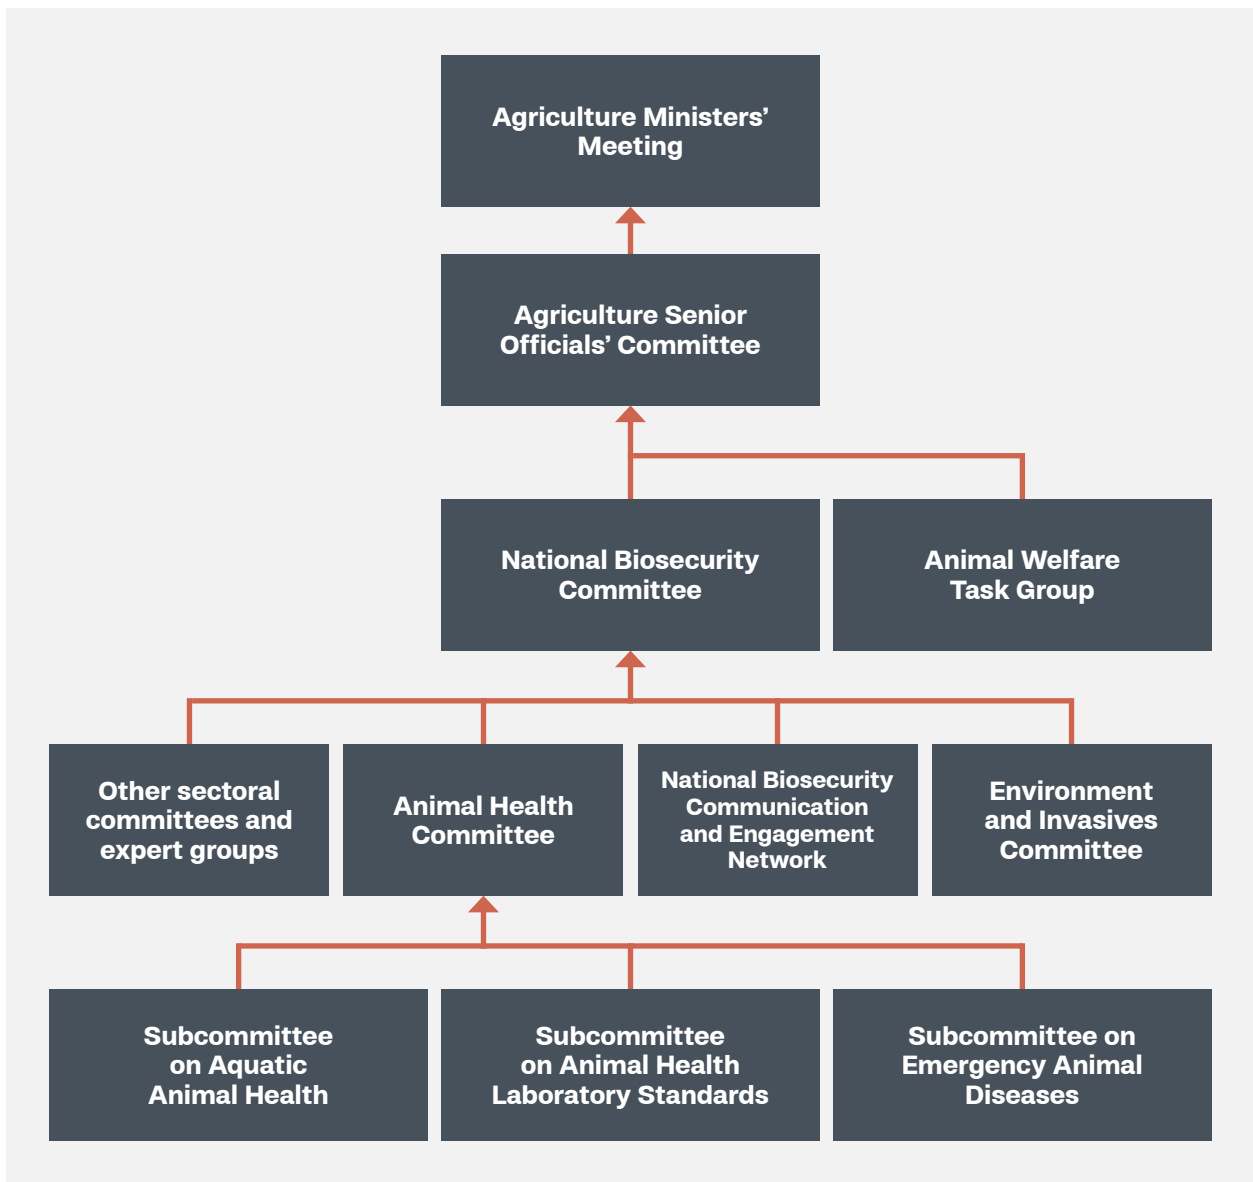 Agriculture Ministers’
Meeting
Agriculture Senior
Officials’ Committee
National Biosecurity
Committee
Animal Welfare
Task Group
Other sectoral
committees and
expert groups
Animal Health
Committee
National Biosecurity
Communication
and Engagement
Network
Environment
and Invasives
Committee
Subcommittee
on Aquatic
Animal Health
Subcommittee
on Animal Health
Laboratory Standards
Subcommittee on
Emergency Animal
Diseases